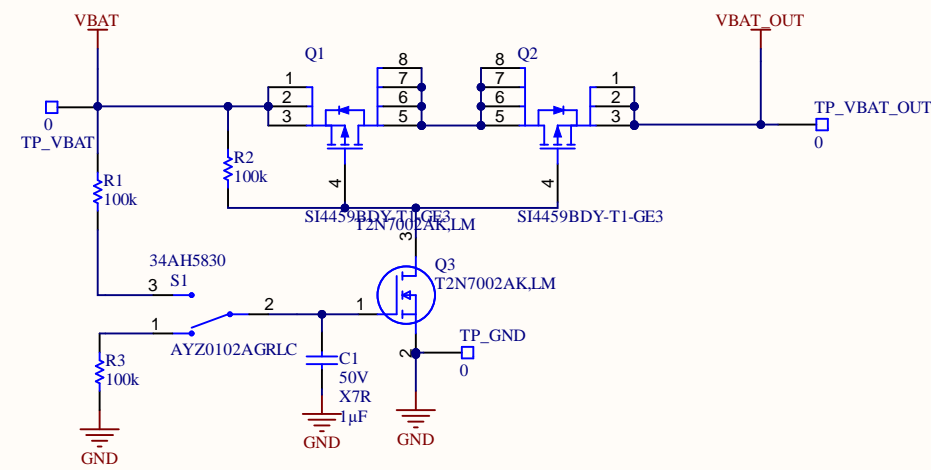 VBAT
VBAT_OUT
Q1
Q2
8
8
1
7
7
1
2
6
6
2
3
5
5
3
0
TP_VBAT
TP_VBAT_OUT
0
R2
100k
R1
100k
4
4
SI4459BDY-T1-GE3
SI4459BDY-T1-GE3
T2N7002AK,LM
3
34AH5830
S1
3
Q3
T2N7002AK,LM
2
1
1
AYZ0102AGRLC
TP_GND
0
2
R3
100k
C1
50V
X7R
1µF
GND
GND
GND